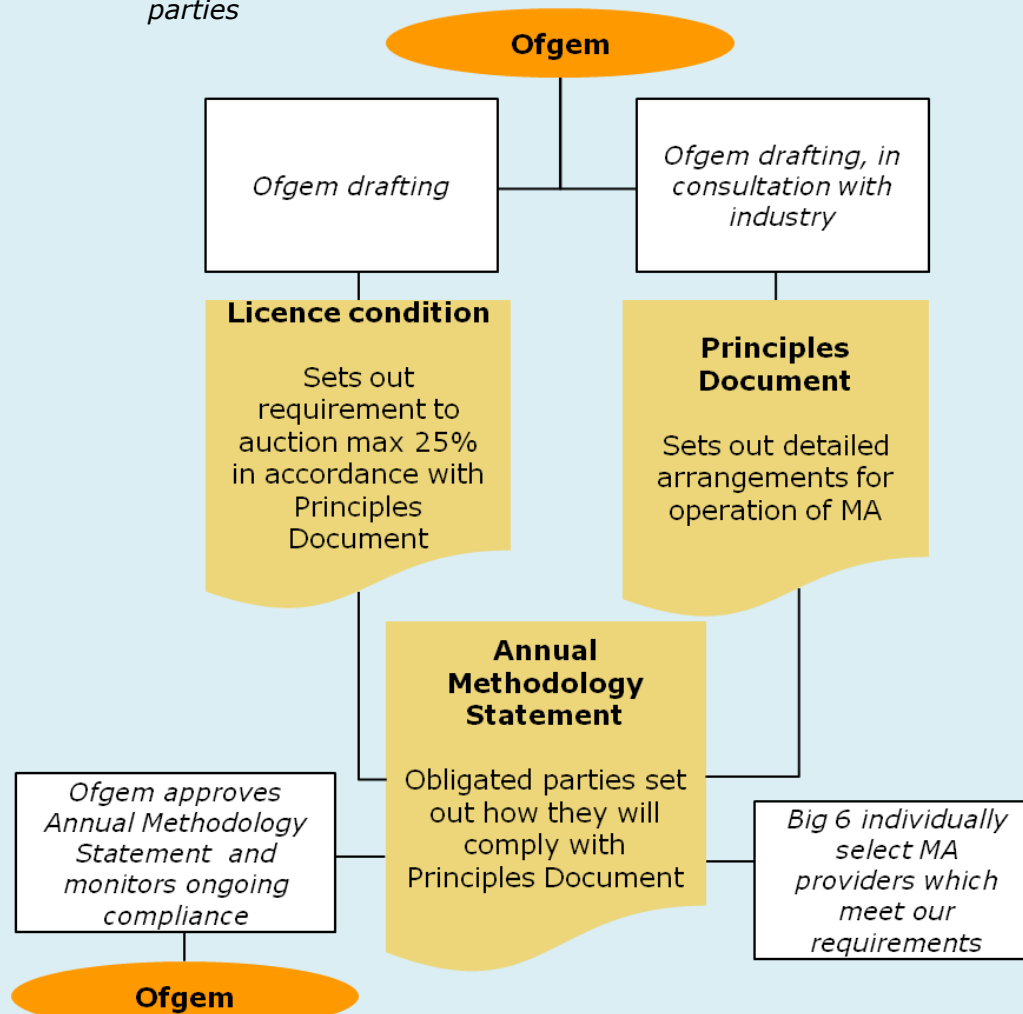 parties
Ofgem
Ofgem drafting
Ofgem drafting, in
consultation with
industry
Licence condition
Sets out
requirement to
auction max 25%
in accordance with
Principles
Document
Principles
Document
Sets out detailed
arrangements for
operation of MA
Annual
Methodology
Statement
Obligated parties set
out how they will
comply with
Principles Document
Ofgem approves
Annual Methodology
Statement and
monitors ongoing
compliance
Big 6 individually
select MA
providers which
meet our
requirements
Ofgem